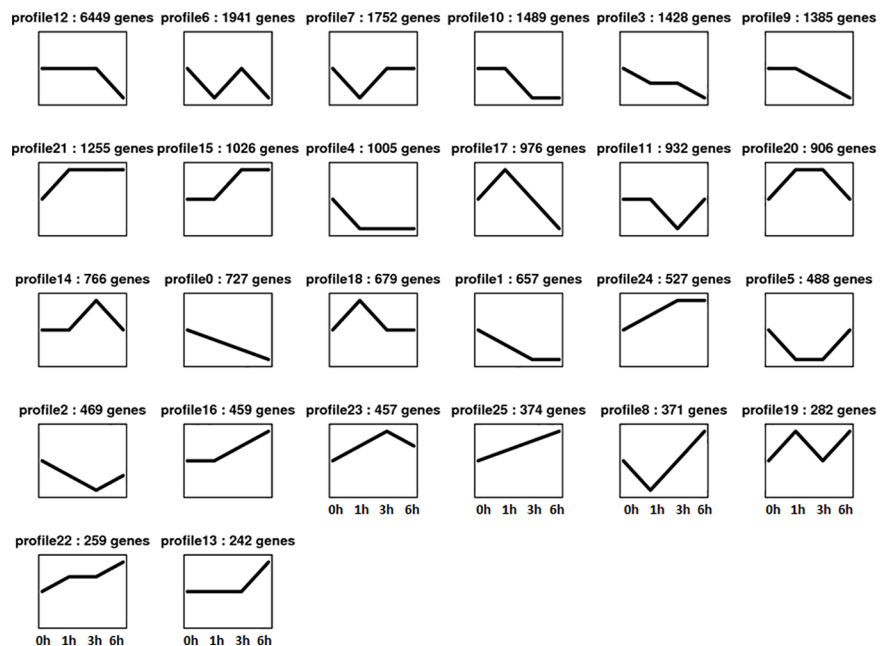 profile12 : 6449 genes profile6 : 1941 genes profile7 : 1752 genes profile10 : 1489 genes profile3 : 1428 genes profile9 : 1385 genes
profile21 : 1255 genes profile15 : 1026 genes profile4 : 1005 genes profile17 : 976 genes profile11 : 932 genes profile20 : 906 genes
profile14 : 766 genes profile0 : 727 genes profile18 : 679 genes profile1 : 657 genes profile24 : 527 genes profile5 : 488 genes
profile2 : 469 genes profile16 : 459 genes profile23 : 457 genes profile25 : 374 genes profile8 : 371 genes profile19 : 282 genes
0h 1h 3h 6h 0h 1h 3h 6h 0h 1h 3h 6h 0h 1h 3h 6h
profile22 : 259 genes profile13 : 242 genes
0h 1h 3h 6h 0h 1h 3h 6h